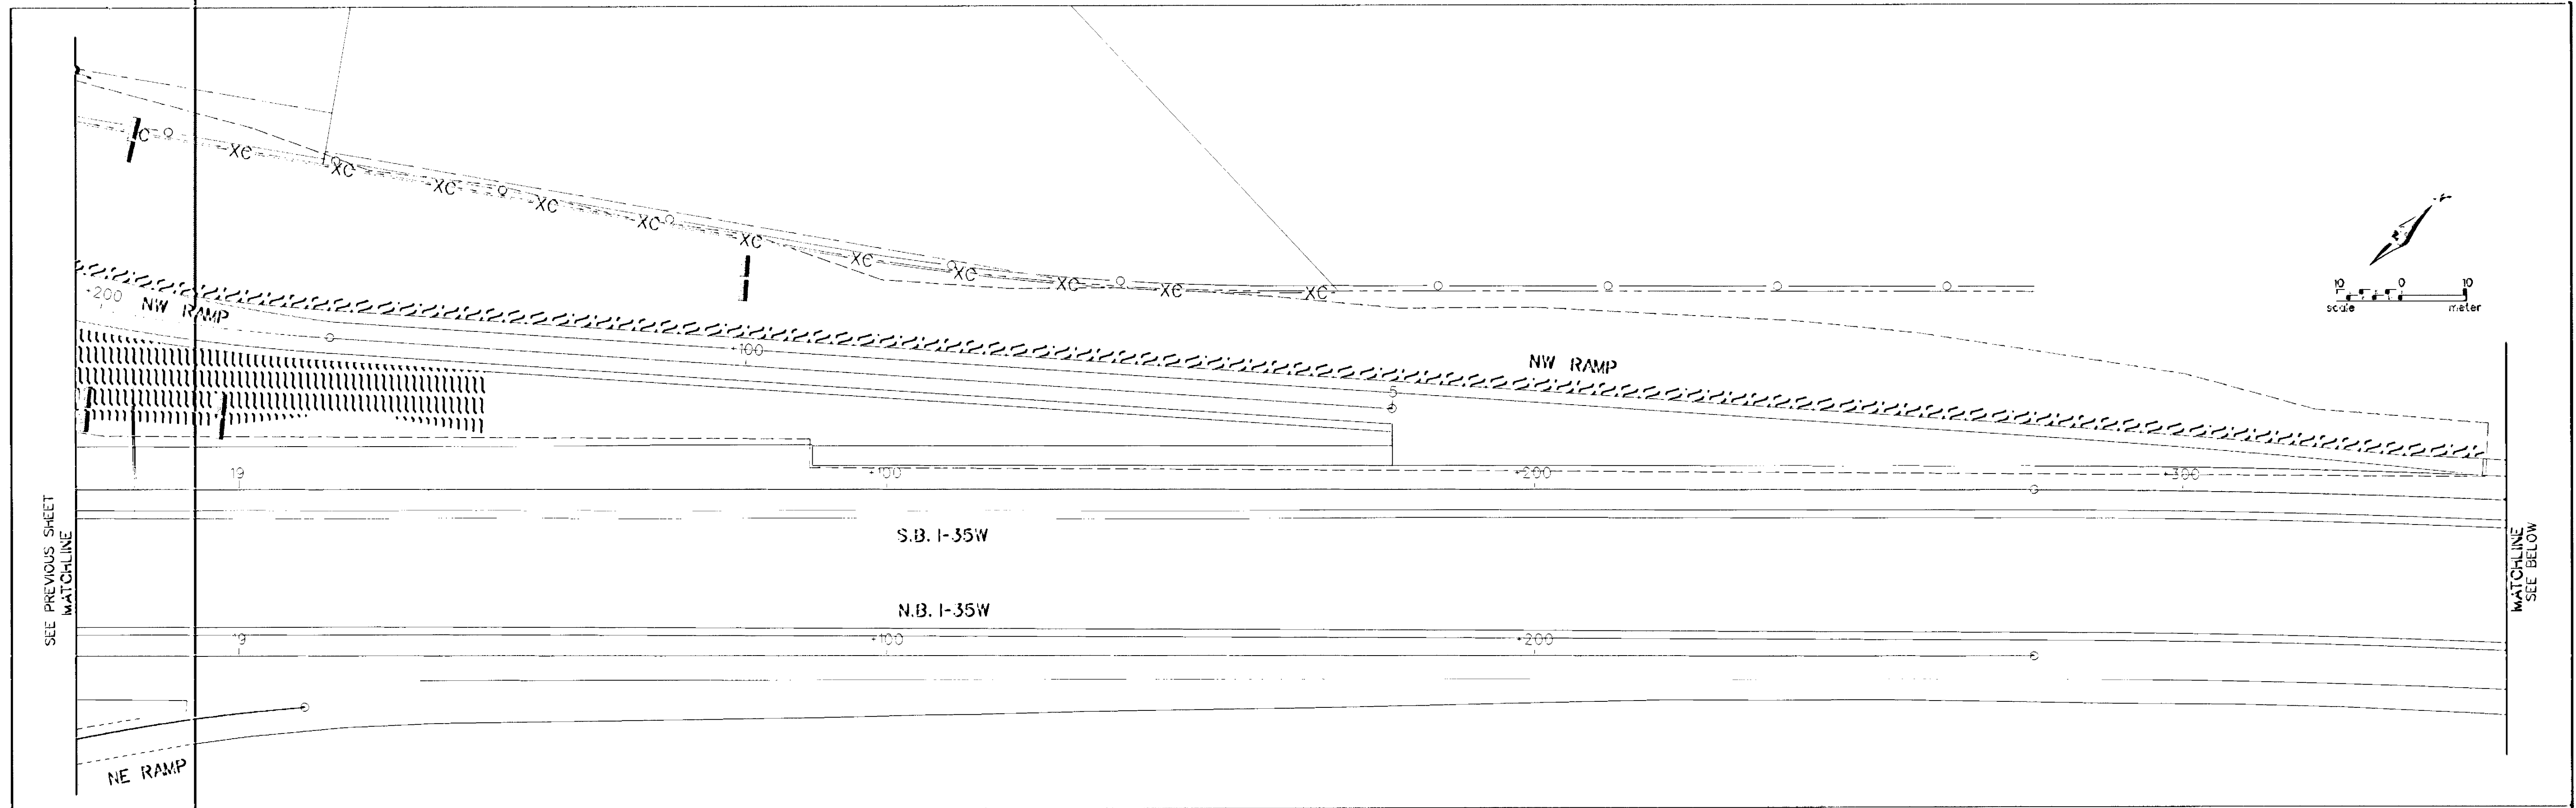 C
XC
XC
XC
XC
XC
XC
XC
XC
XC
XC
XC
+200
NW RAMP
+100
NW RAMP
5
10 0 10
scale meter
19 +100 +200 +300
S.B. I-35W
N.B. I-35W
19 +100 +200
NE RAMP
SEE PREVIOUS SHEET
MATCHLINE
MATCHLINE
SEE BELOW